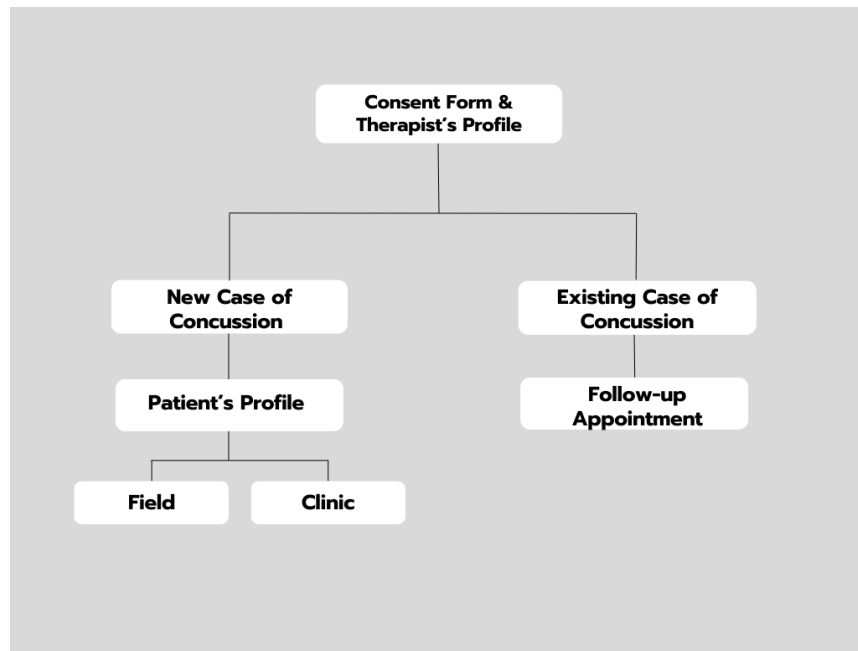 Consent Form &
Therapist's Profile
New Case of
Concussion
Existing Case of
Concussion
Patient's Profile
Follow-up
Appointment
Field
Clinic